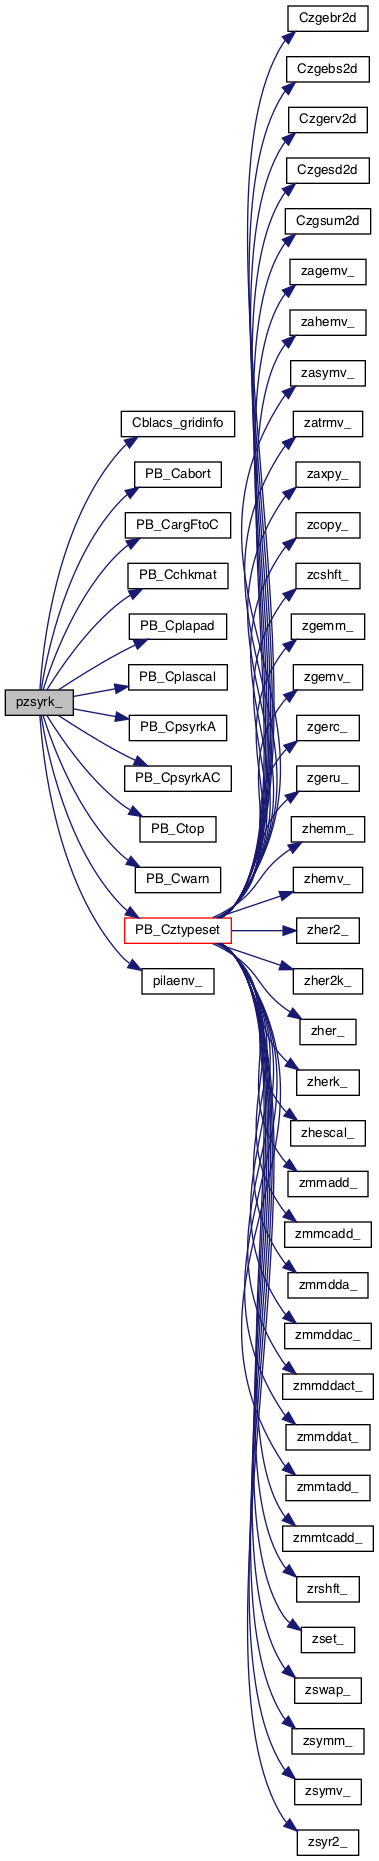 Czgebr2d
Czgebs2d
Czgerv2d
Czgesd2d
Czgsum2d
zagemv_
zahemv_
zasymv_
Cblacs_gridinfo
zatrmv_
PB_Cabort
zaxpy_
PB_CargFtoC
zcopy_
PB_Cchkmat
zcshft_
PB_Cplapad
zgemm_
PB_Cplascal
zgemv_
pzsyrk_
PB_CpsyrkA
zgerc_
PB_CpsyrkAC
zgeru_
PB_Ctop
zhemm_
PB_Cwarn
zhemv_
PB_Cztypeset
zher2_
pilaenv_
zher2k_
zher_
zherk_
zhescal_
zmmadd_
zmmcadd_
zmmdda_
zmmddac_
zmmddact_
zmmddat_
zmmtadd_
zmmtcadd_
zrshft_
zset_
zswap_
zsymm_
zsymv_
zsyr2_